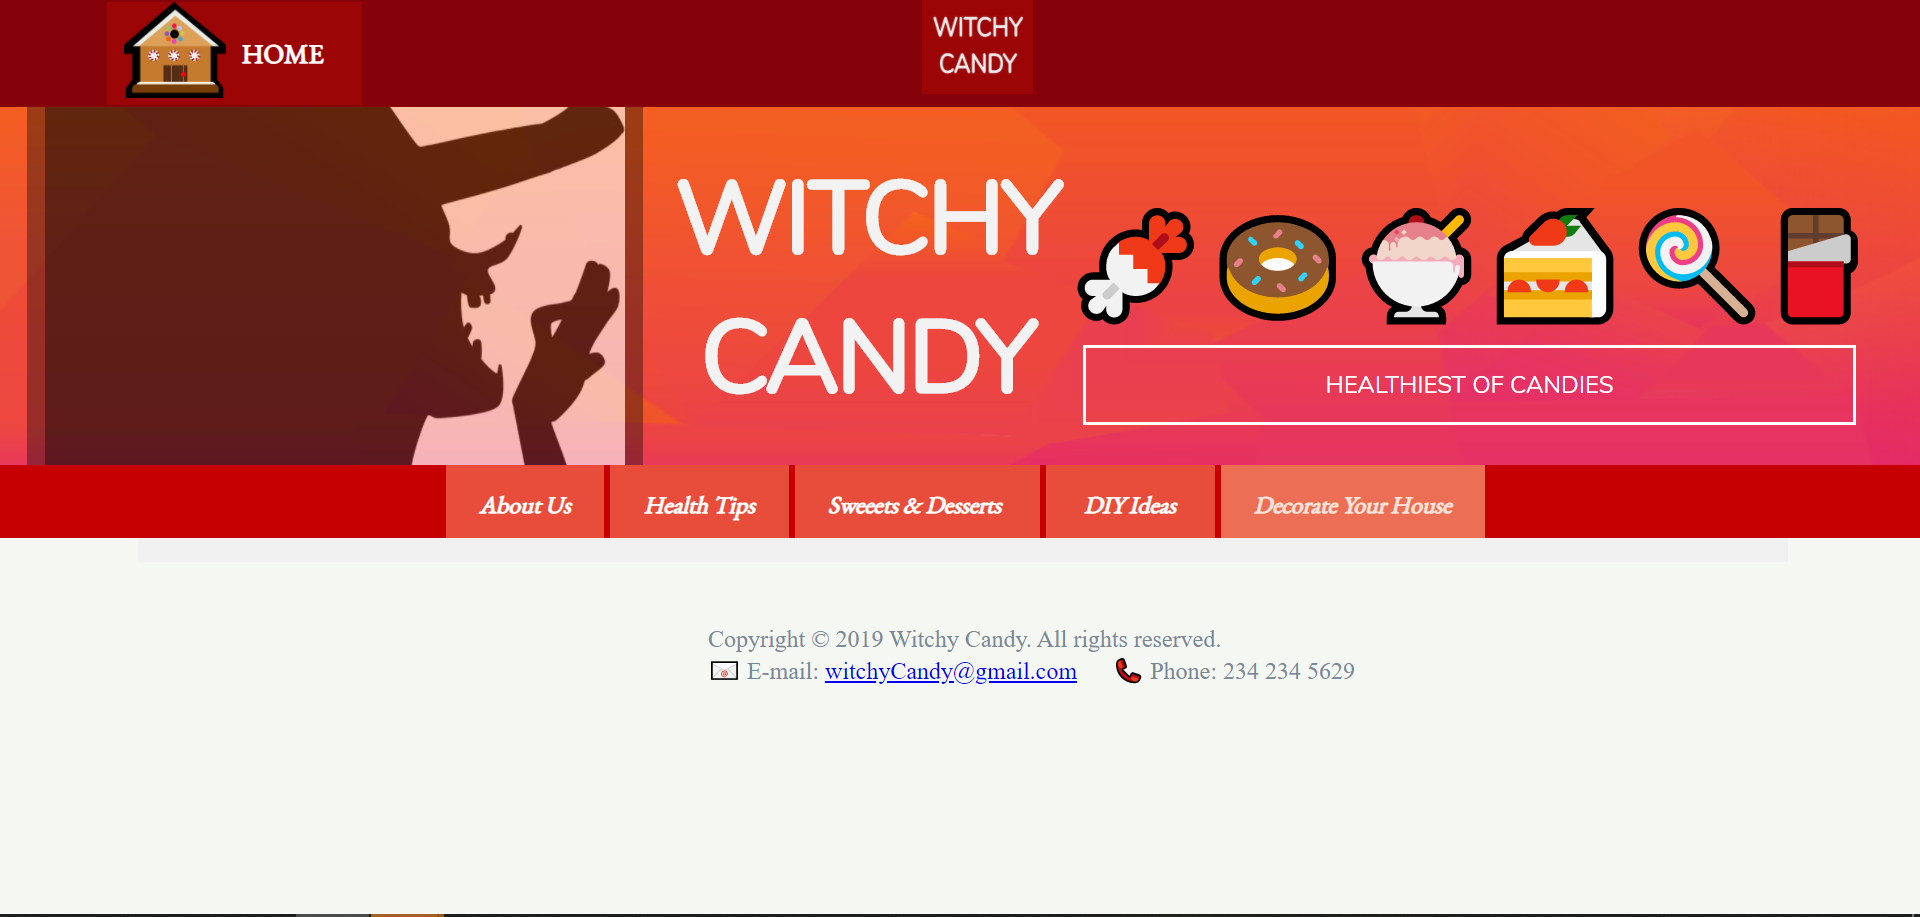 HOME
WITCHY
CANDY
WITCHY
CANDY
HEALTHIEST OF CANDIES
About Us
Health Tips
Sweeets & Desserts
DIY Ideas
Decorate Your House
Copyright © 2019 Witchy Candy. All rights reserved.
E-mail: witchyCandy@gmail.com Phone: 234 234 5629